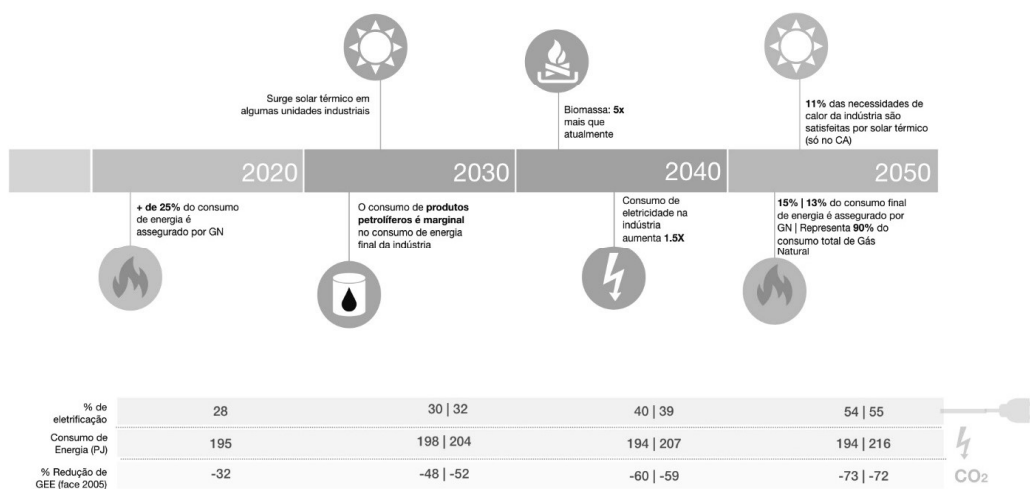 Surge solar térmico em
algumas unidades industriais
Biomassa: 5x
mais que
atualmente
11% das necessidades de
calor da indústria são
satisfeitas por solar térmico
(só no CA)
2020
2030
2040
2050
+ de 25% do consumo
de energia é
assegurado por GN
O consumo de produtos
petrolíferos é marginal
no consumo de energia
final da indústria
Consumo de
eletricidade na
indústria
aumenta 1.5X
15% | 13% do consumo final
de energia é assegurado por
GN | Representa 90% do
consumo total de Gás
Natural
% de
eletrificação
28
30 | 32
40 | 39
54 | 55
Consumo de
Energia (PJ)
195
198 | 204
194 | 207
194 | 216
% Redução de
GEE (face 2005)
-32
-48 | -52
-60 | -59
-73 | -72
CO2